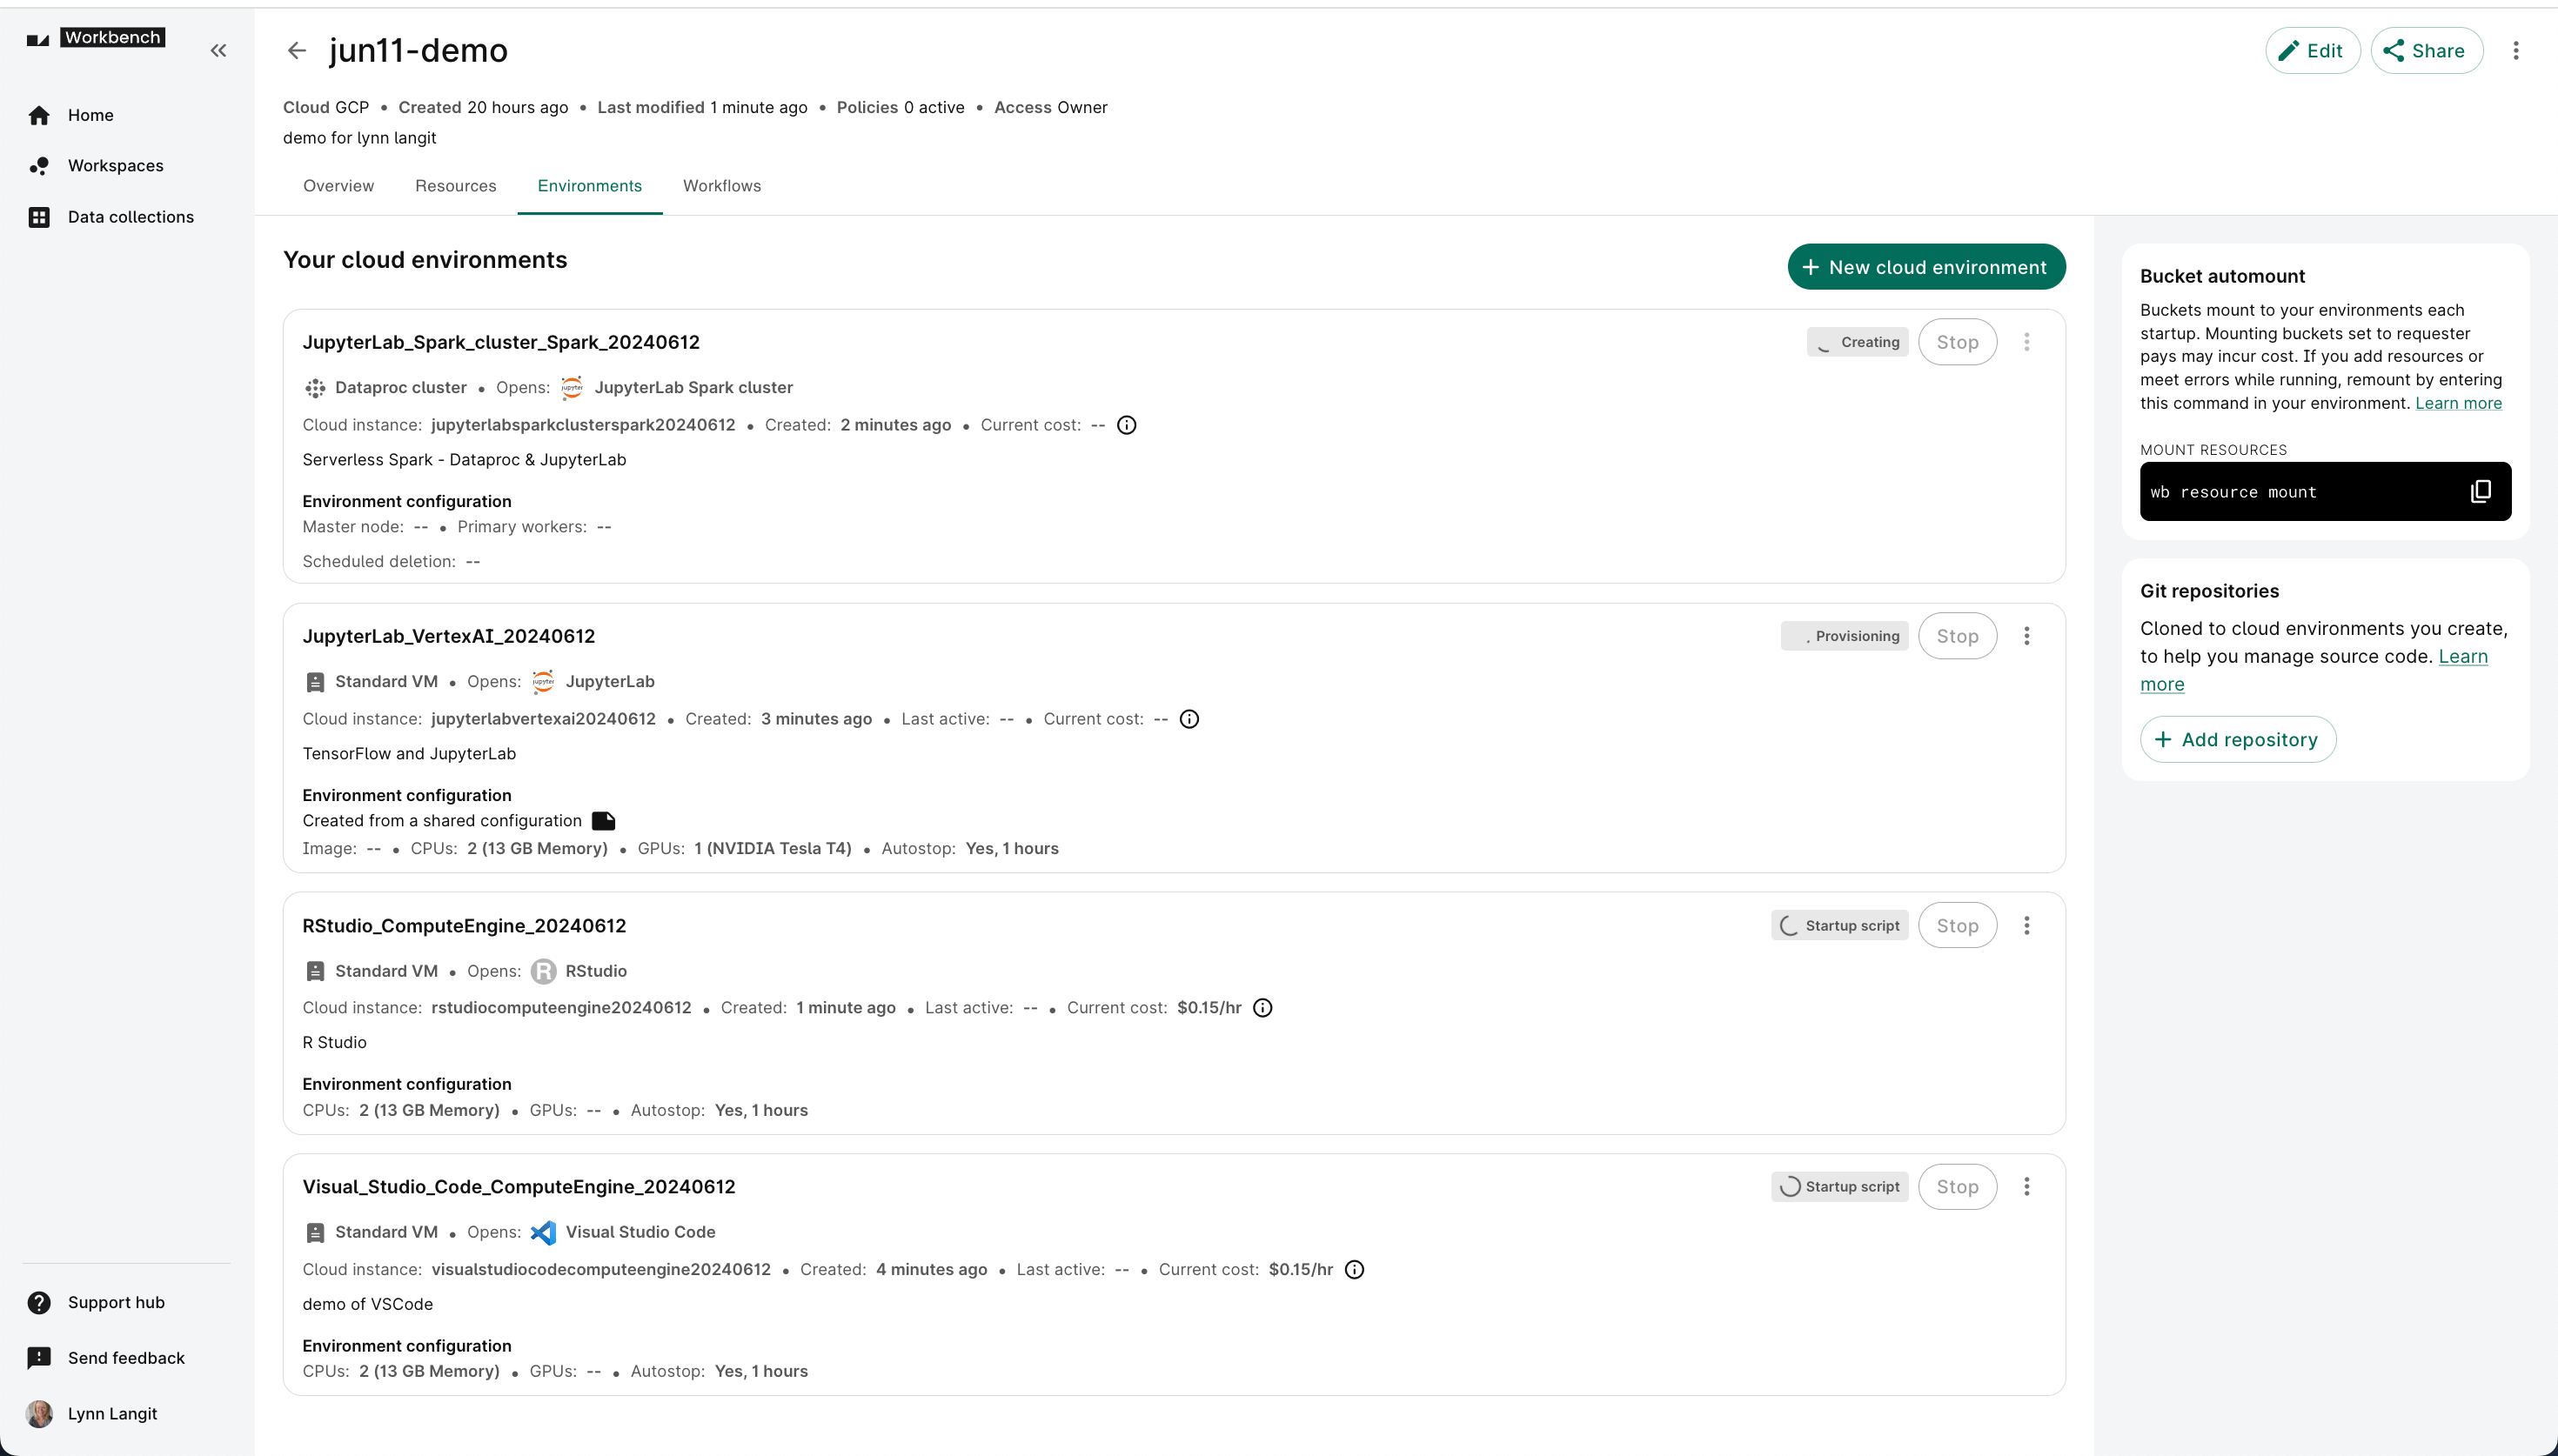 Workbench
Home
Workspaces
Data collections
Support hub
Send feedback
Lynn Langit
jun11-demo
Edit
Share
Cloud GCP • Created 20 hours ago • Last modified 1 minute ago • Policies 0 active • Access Owner
demo for lynn langit
Overview Resources Environments Workflows
Your cloud environments
+ New cloud environment
JupyterLab_Spark_cluster_Spark_20240612
Creating
Stop
Dataproc cluster • Opens: jupyter JupyterLab Spark cluster
Cloud instance: jupyterlabsparkclusterspark20240612 • Created: 2 minutes ago • Current cost: --
Serverless Spark - Dataproc & JupyterLab
Environment configuration
Master node: -- • Primary workers: --
Scheduled deletion: --
JupyterLab_VertexAI_20240612
Provisioning
Stop
Standard VM • Opens: jupyter JupyterLab
Cloud instance: jupyterlabvertexai20240612 • Created: 3 minutes ago • Last active: -- • Current cost: --
TensorFlow and JupyterLab
Environment configuration
Created from a shared configuration
Image: -- • CPUs: 2 (13 GB Memory) • GPUs: 1 (NVIDIA Tesla T4) • Autostop: Yes, 1 hours
RStudio_ComputeEngine_20240612
Startup script
Stop
Standard VM • Opens: R RStudio
Cloud instance: rstudiocomputeengine20240612 • Created: 1 minute ago • Last active: -- • Current cost: $0.15/hr
R Studio
Environment configuration
CPUs: 2 (13 GB Memory) • GPUs: -- • Autostop: Yes, 1 hours
Visual_Studio_Code_ComputeEngine_20240612
Startup script
Stop
Standard VM • Opens: Visual Studio Code
Cloud instance: visualstudiocodecomputeengine20240612 • Created: 4 minutes ago • Last active: -- • Current cost: $0.15/hr
demo of VSCode
Environment configuration
CPUs: 2 (13 GB Memory) • GPUs: -- • Autostop: Yes, 1 hours
Bucket automount
Buckets mount to your environments each
startup. Mounting buckets set to requester
pays may incur cost. If you add resources or
meet errors while running, remount by entering
this command in your environment. Learn more
MOUNT RESOURCES
wb resource mount
Git repositories
Cloned to cloud environments you create,
to help you manage source code. Learn
more
+ Add repository